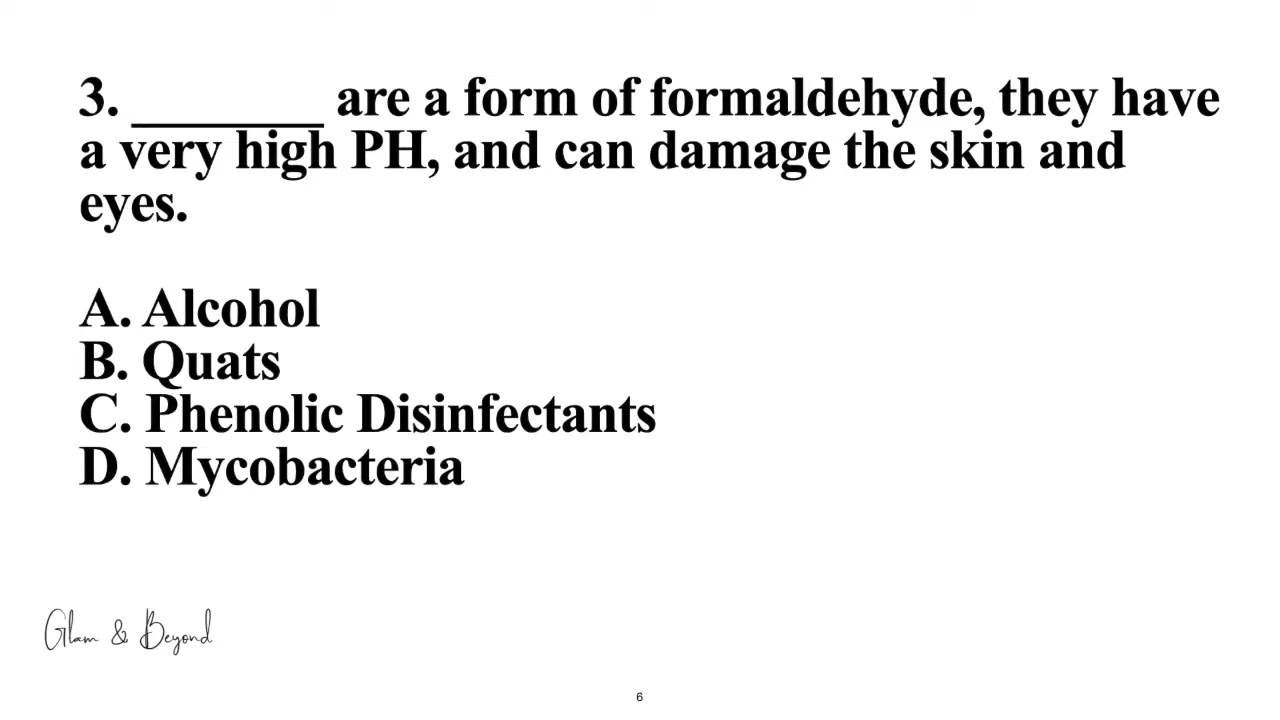 3. _______ are a form of formaldehyde, they have
a very high PH, and can damage the skin and
eyes.
A. Alcohol
B. Quats
C. Phenolic Disinfectants
D. Mycobacteria
Glam & Beyond
6